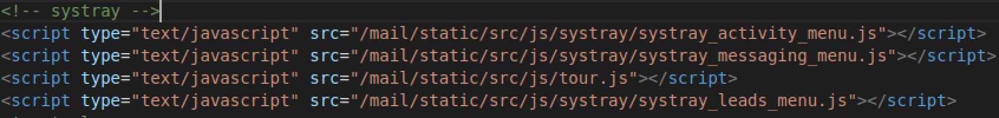 <!-- systray -->
<script type="text/javascript" src="/mail/static/src/js/systray/systray_activity_menu.js"></script>
<script type="text/javascript" src="/mail/static/src/js/systray/systray_messaging_menu.js"></script>
<script type="text/javascript" src="/mail/static/src/js/tour.js"></script>
<script type="text/javascript" src="/mail/static/src/js/systray/systray_leads_menu.js"></script>